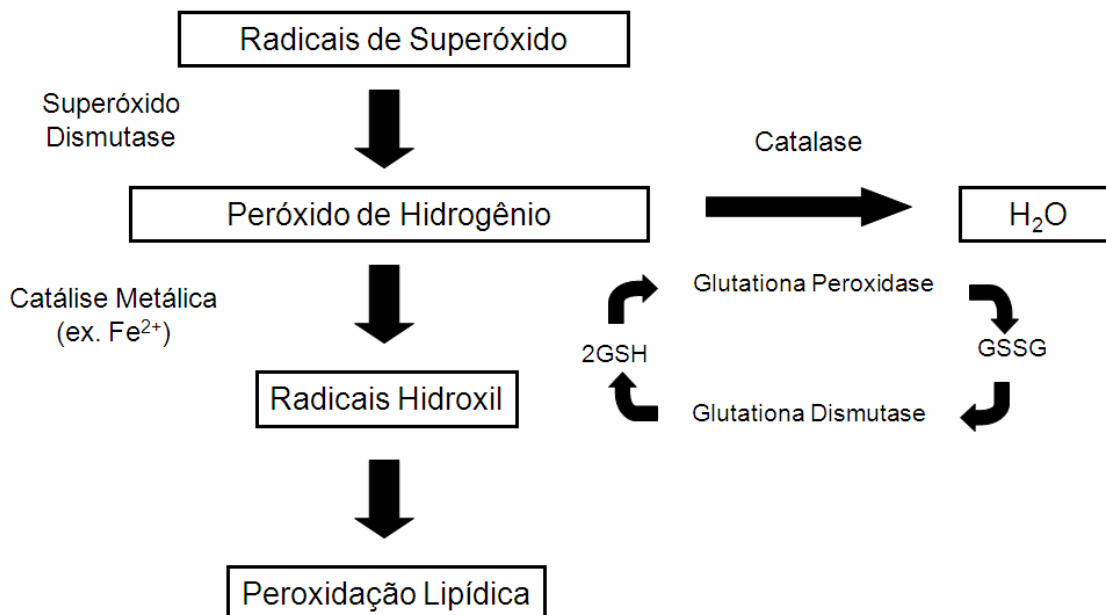 Radicais de Superóxido
Superóxido
Dismutase
Catalase
Peróxido de Hidrogênio
H₂O
Catálise Metálica
(ex. Fe²⁺)
Glutationa Peroxidase
2GSH
GSSG
Radicais Hidroxil
Glutationa Dismutase
Peroxidação Lipídica